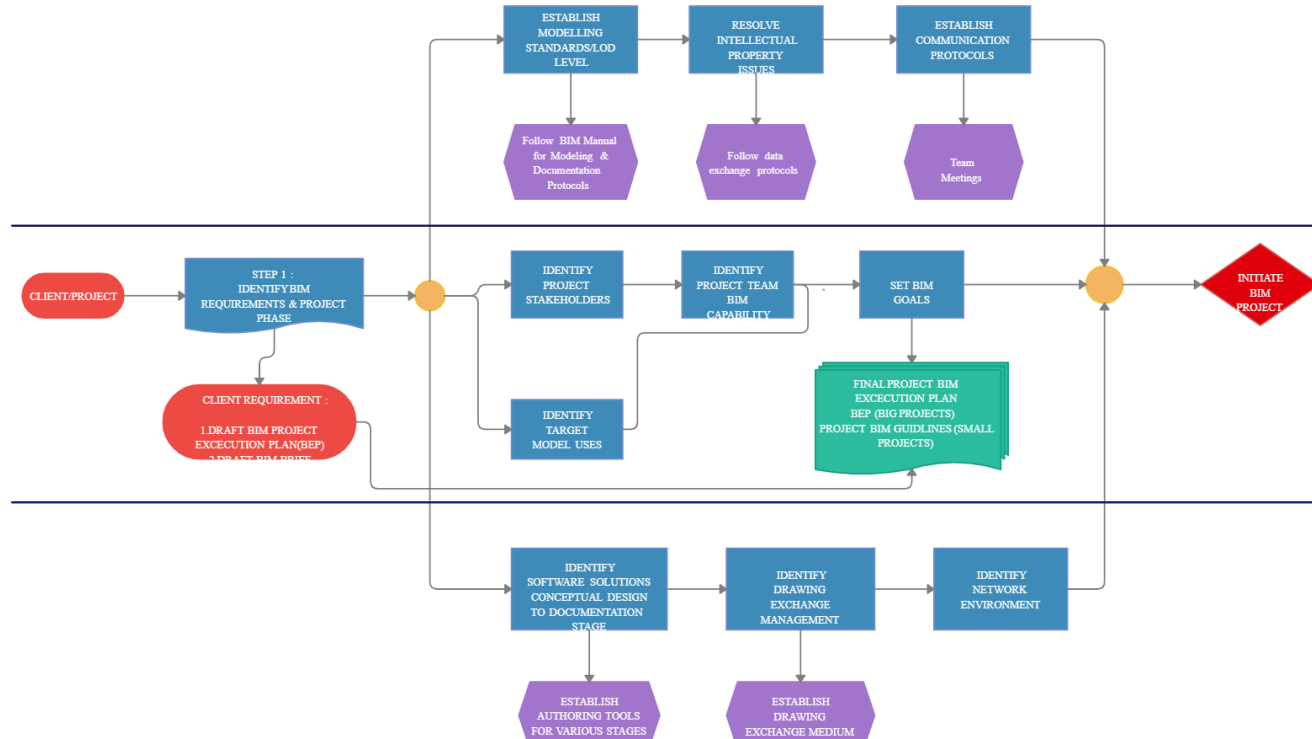 ESTABLISH
MODELLING
STANDARDS/LOD
LEVEL
RESOLVE
INTELLECTUAL
PROPERTY
ISSUES
ESTABLISH
COMMUNICATION
PROTOCOLS
Follow BIM Manual
for Modeling &
Documentation
Protocols
Follow data
exchange protocols
Team
Meetings
CLIENT/PROJECT
STEP 1 :
IDENTIFY BIM
REQUIREMENTS & PROJECT
PHASE
IDENTIFY
PROJECT
STAKEHOLDERS
IDENTIFY
PROJECT TEAM
BIM
CAPABILITY
SET BIM
GOALS
INITIATE
BIM
PROJECT
CLIENT REQUIREMENT :
1.DRAFT BIM PROJECT
EXCECUTION PLAN(BEP)
2.DRAFT BIM BRIEF
IDENTIFY
TARGET
MODEL USES
FINAL PROJECT BIM
EXCECUTION PLAN
BEP (BIG PROJECTS)
PROJECT BIM GUIDLINES (SMALL
PROJECTS)
IDENTIFY
SOFTWARE SOLUTIONS
CONCEPTUAL DESIGN
TO DOCUMENTATION
STAGE
IDENTIFY
DRAWING
EXCHANGE
MANAGEMENT
IDENTIFY
NETWORK
ENVIRONMENT
ESTABLISH
AUTHORING TOOLS
FOR VARIOUS STAGES
ESTABLISH
DRAWING
EXCHANGE MEDIUM